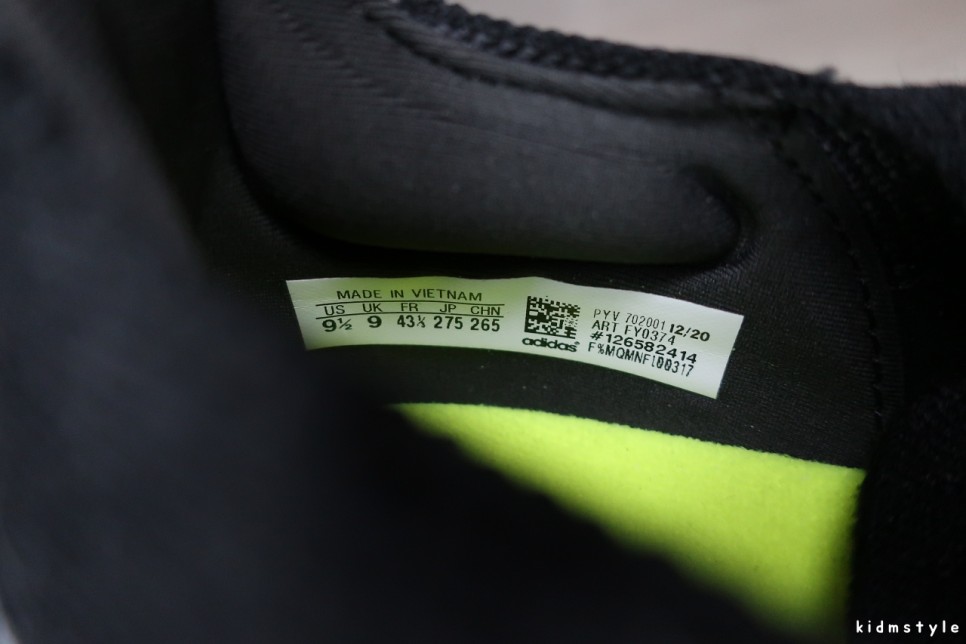 MADE IN VIETNAM
US UK FR JP CHN
9½ 9 43⅓ 275 265
adidas
PYV 702001 12/20
ART FY0374
#126582414
F%MQMNFL00317
kidmstyle